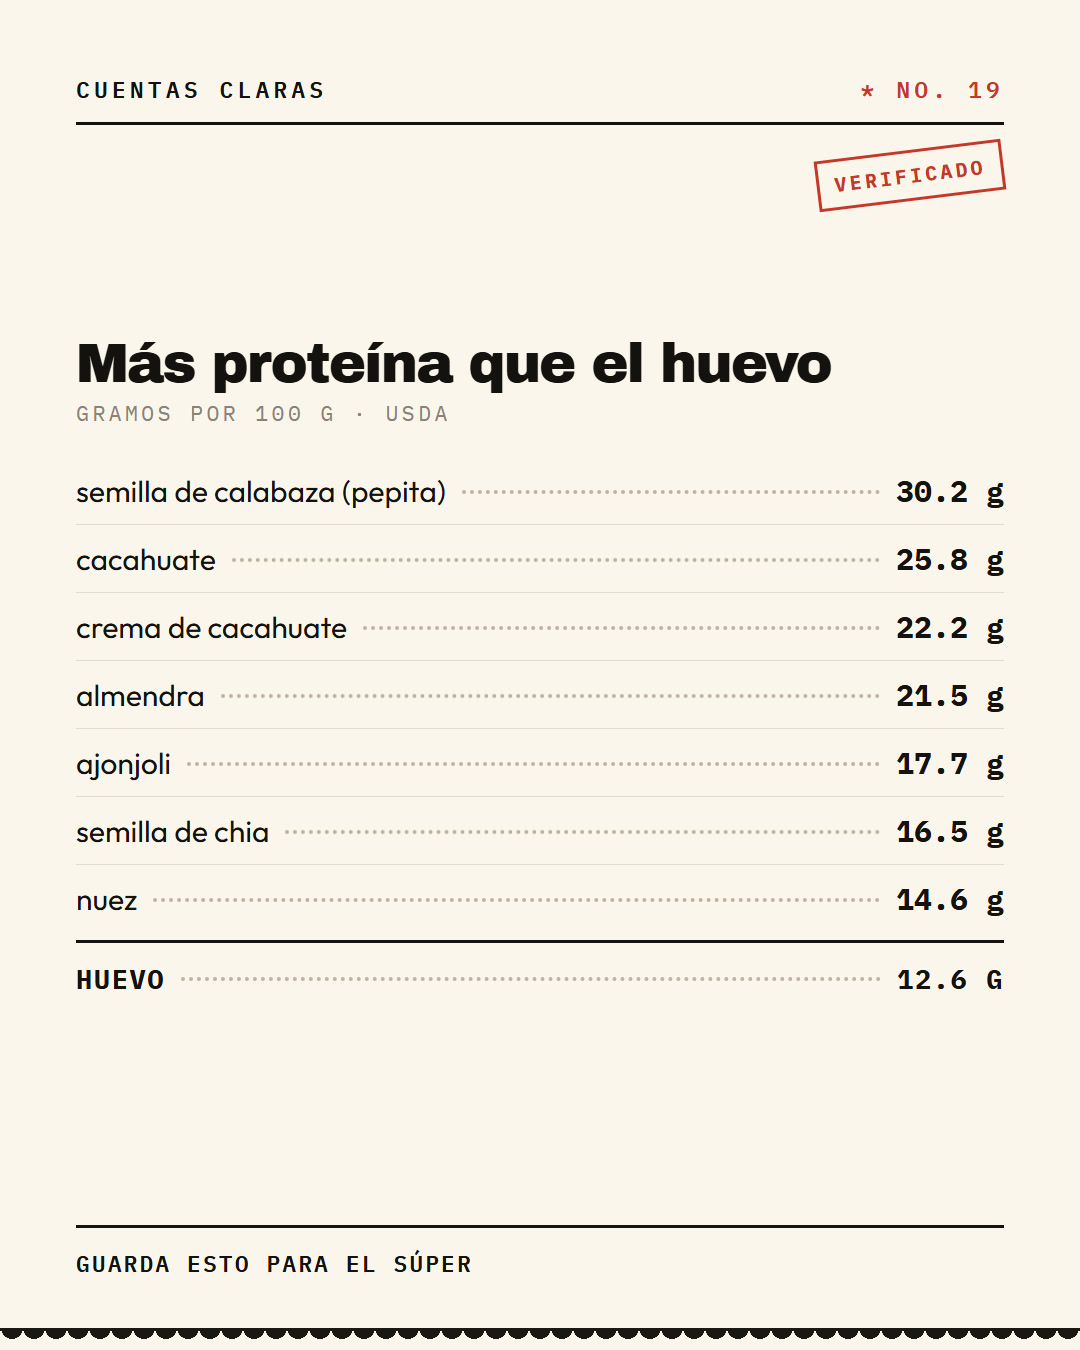 CUENTAS CLARAS
* NO. 19
VERIFICADO
Más proteína que el huevo
GRAMOS POR 100 G · USDA
semilla de calabaza (pepita) 30.2 g
cacahuate 25.8 g
crema de cacahuate 22.2 g
almendra 21.5 g
ajonjoli 17.7 g
semilla de chia 16.5 g
nuez 14.6 g
HUEVO 12.6 G
GUARDA ESTO PARA EL SÚPER